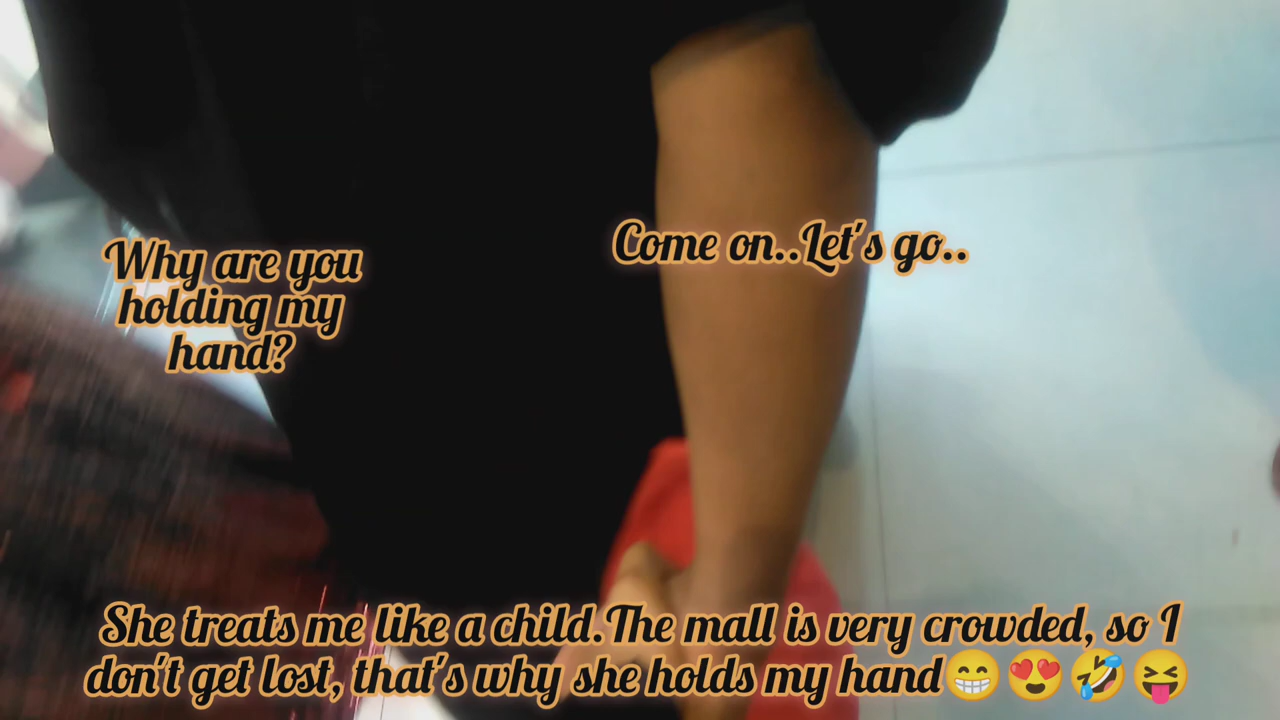 Why are you
holding my
hand?
Come on..Let's go..
She treats me like a child.The mall is very crowded, so I
don't get lost, that's why she holds my hand😁😍🤣😝